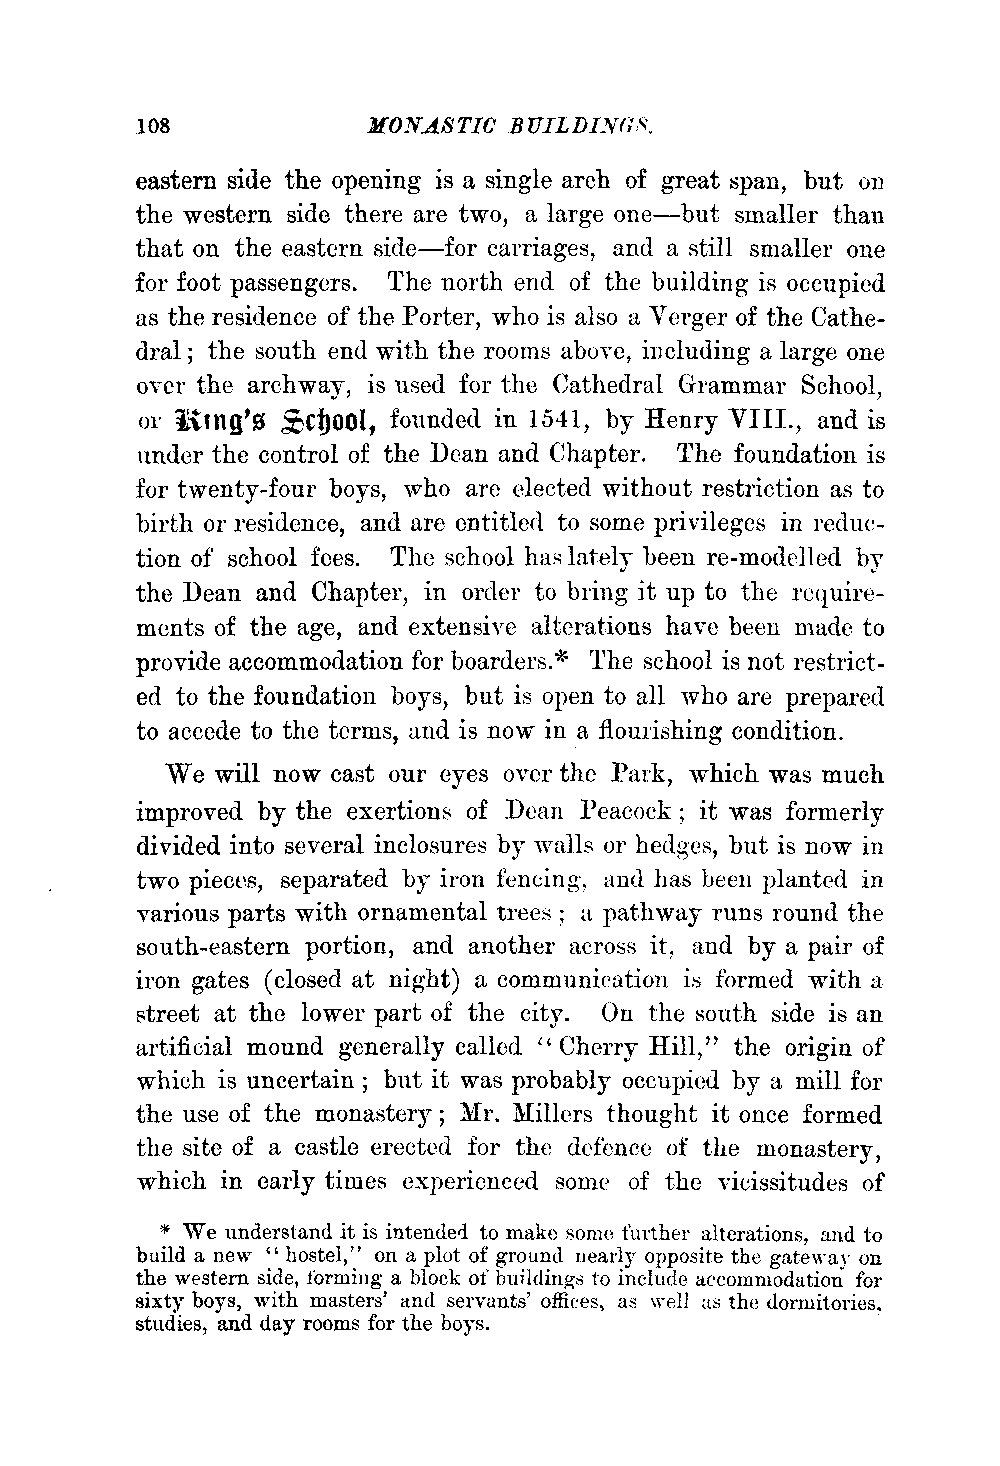 108 MONASTIC BUILDINGS.
eastern side the opening is a single arch of great span, but on
the western side there are two, a large one—but smaller than
that on the eastern side—for carriages, and a still smaller one
for foot passengers. The north end of the building is occupied
as the residence of the Porter, who is also a Verger of the Cathe-
dral; the south end with the rooms above, including a large one
over the archway, is used for the Cathedral Grammar School,
or King's School, founded in 1541, by Henry VIII., and is
under the control of the Dean and Chapter. The foundation is
for twenty-four boys, who are elected without restriction as to
birth or residence, and are entitled to some privileges in reduc-
tion of school fees. The school has lately been re-modelled by
the Dean and Chapter, in order to bring it up to the require-
ments of the age, and extensive alterations have been made to
provide accommodation for boarders.* The school is not restrict-
ed to the foundation boys, but is open to all who are prepared
to accede to the terms, and is now in a flourishing condition.
We will now cast our eyes over the Park, which was much
improved by the exertions of Dean Peacock; it was formerly
divided into several inclosures by walls or hedges, but is now in
two pieces, separated by iron fencing, and has been planted in
various parts with ornamental trees; a pathway runs round the
south-eastern portion, and another across it, and by a pair of
iron gates (closed at night) a communication is formed with a
street at the lower part of the city. On the south side is an
artificial mound generally called "Cherry Hill," the origin of
which is uncertain; but it was probably occupied by a mill for
the use of the monastery; Mr. Millers thought it once formed
the site of a castle erected for the defence of the monastery,
which in early times experienced some of the vicissitudes of
* We understand it is intended to make some further alterations, and to
build a new "hostel," on a plot of ground nearly opposite the gateway on
the western side, forming a block of buildings to include accommodation for
sixty boys, with masters' and servants' offices, as well as the dormitories,
studies, and day rooms for the boys.